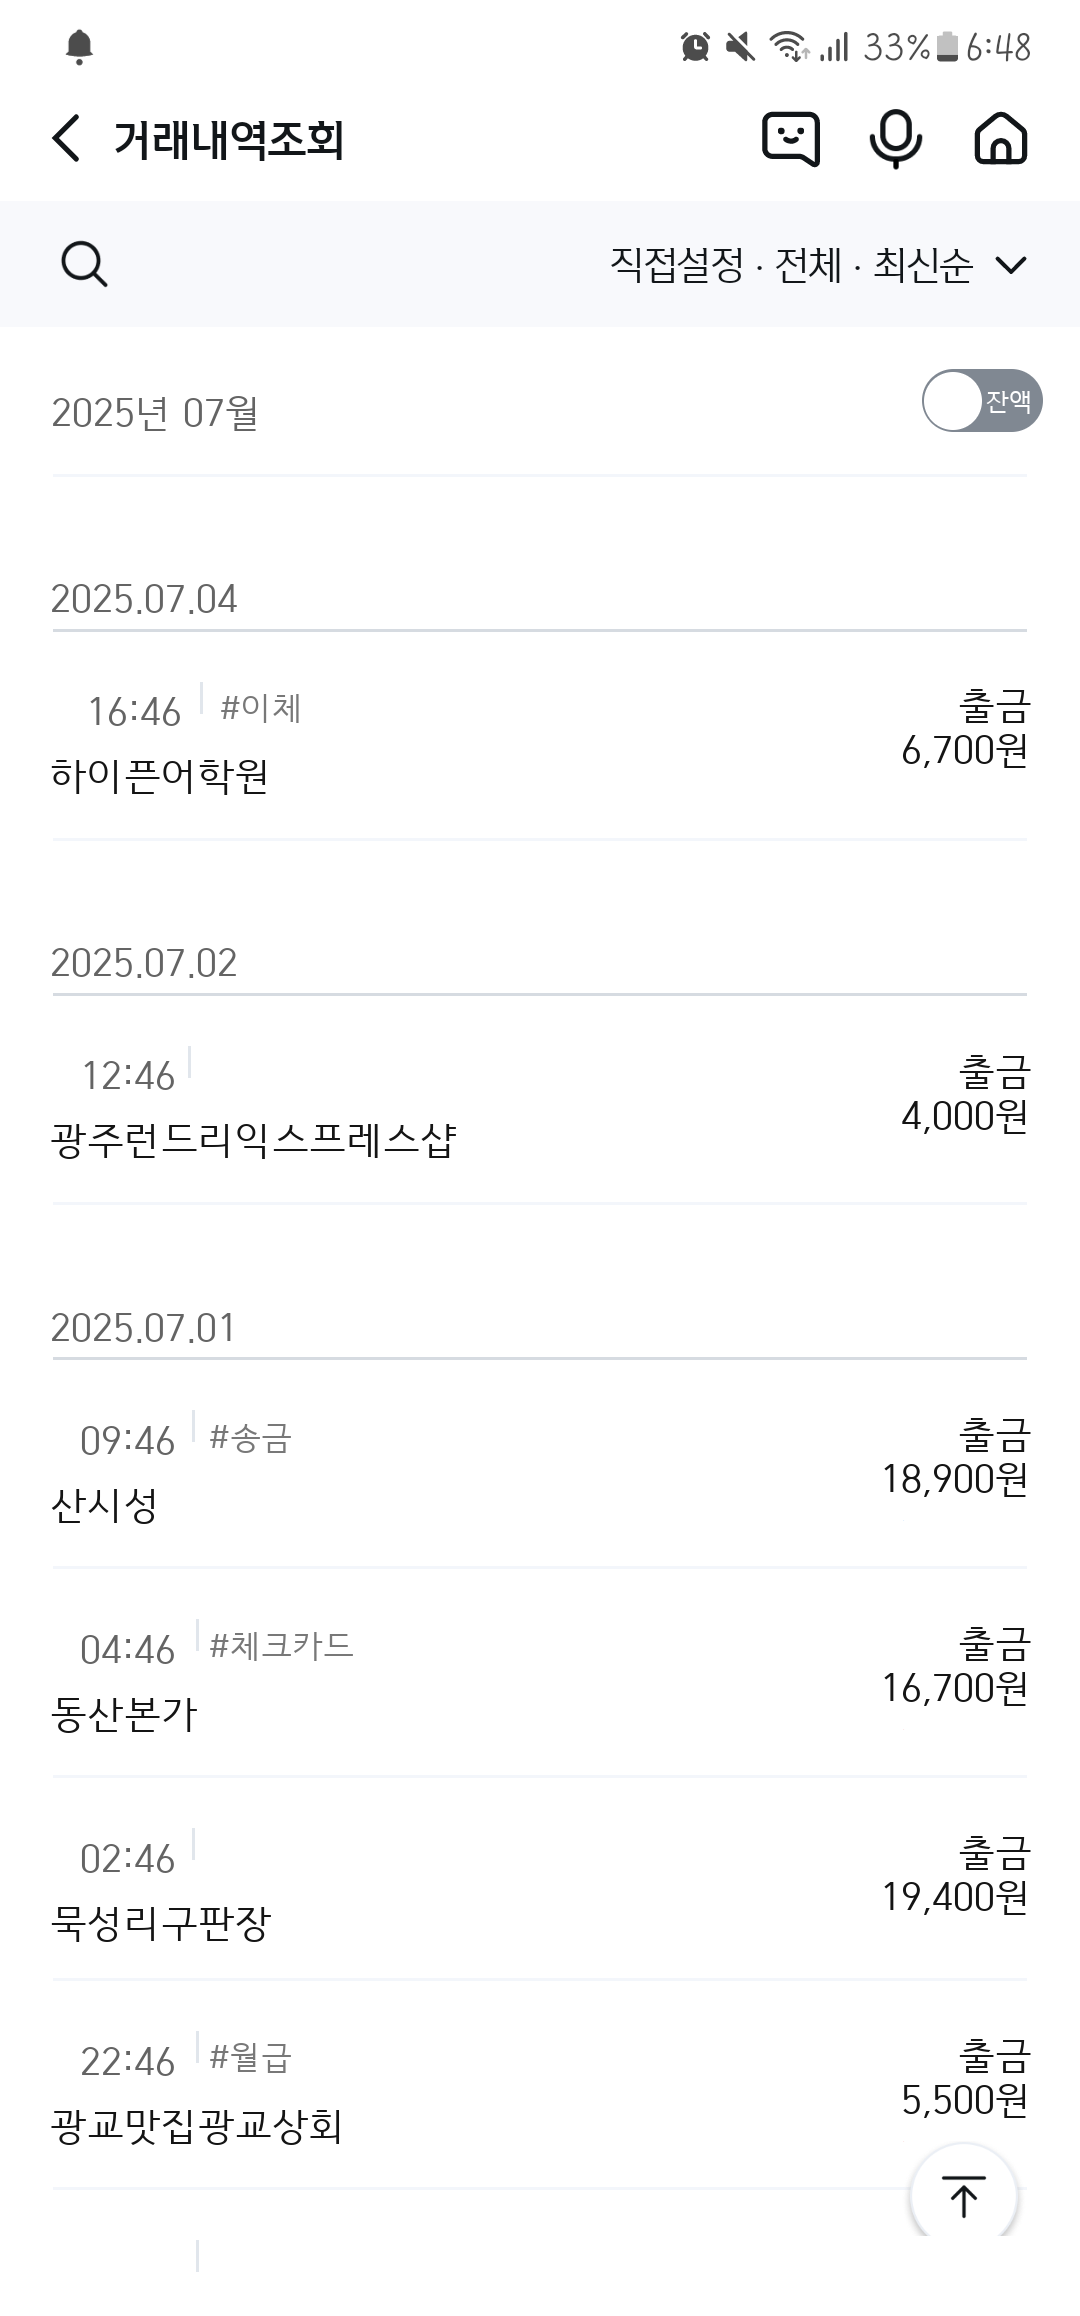 33% 6:48
거래내역조회
직접설정 · 전체 · 최신순
2025년 07월
잔액
2025.07.04
16:46 #이체
출금
6,700원
하이픈어학원
2025.07.02
12:46
출금
4,000원
광주런드리익스프레스샵
2025.07.01
09:46 #송금
출금
18,900원
산시성
04:46 #체크카드
출금
16,700원
동산본가
02:46
출금
19,400원
묵성리구판장
22:46 #월급
출금
5,500원
광교맛집광교상회